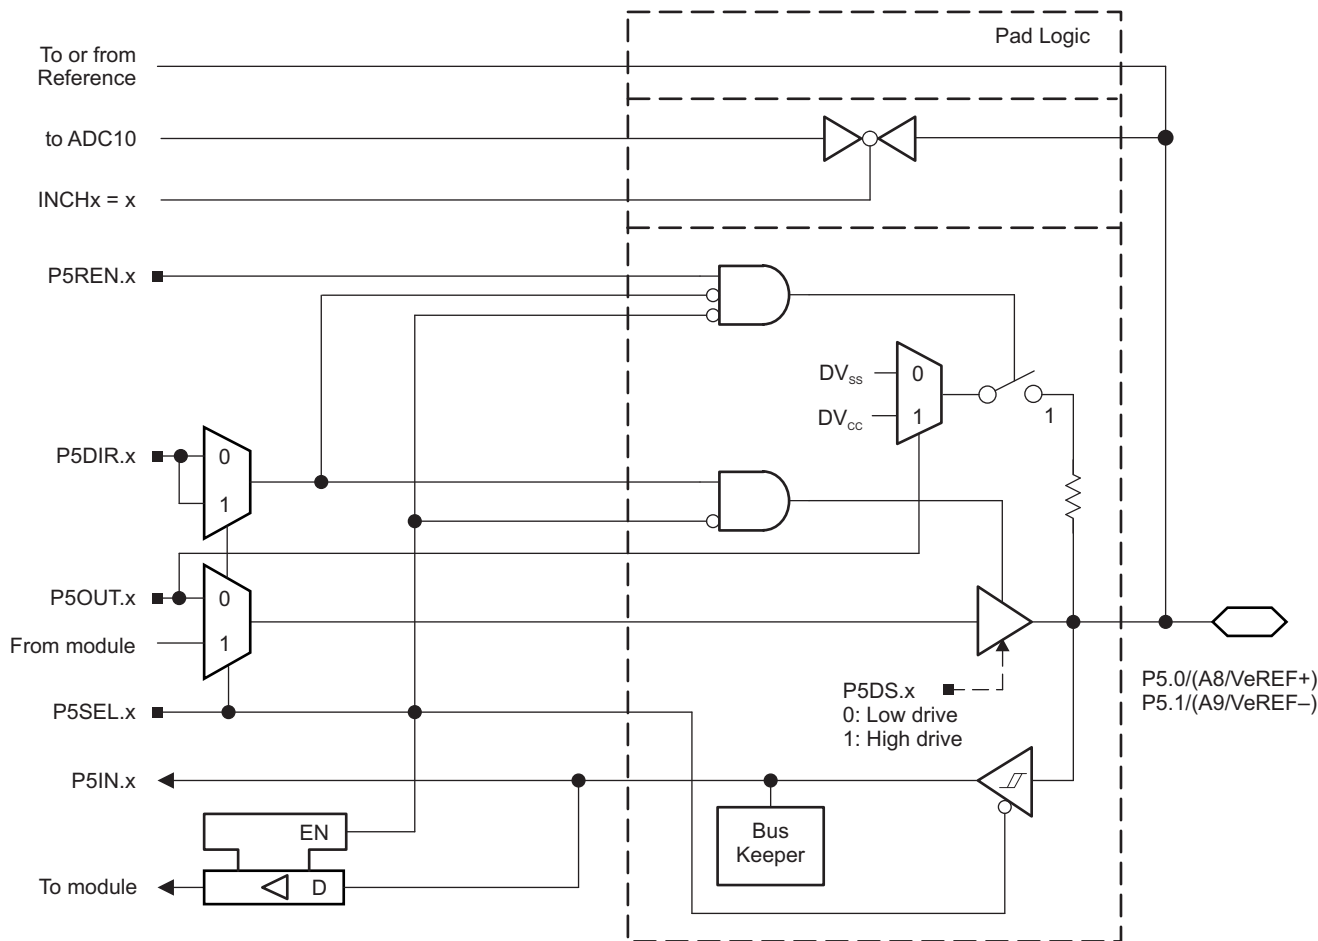 Pad Logic
To or from
Reference
to ADC10
INCHx = x
P5REN.x
DVSS
0
DVCC
1
1
P5DIR.x
0
1
P5OUT.x
0
From module
1
P5SEL.x
P5DS.x
0: Low drive
1: High drive
P5.0/(A8/VeREF+)
P5.1/(A9/VeREF–)
P5IN.x
Bus
Keeper
EN
To module
D